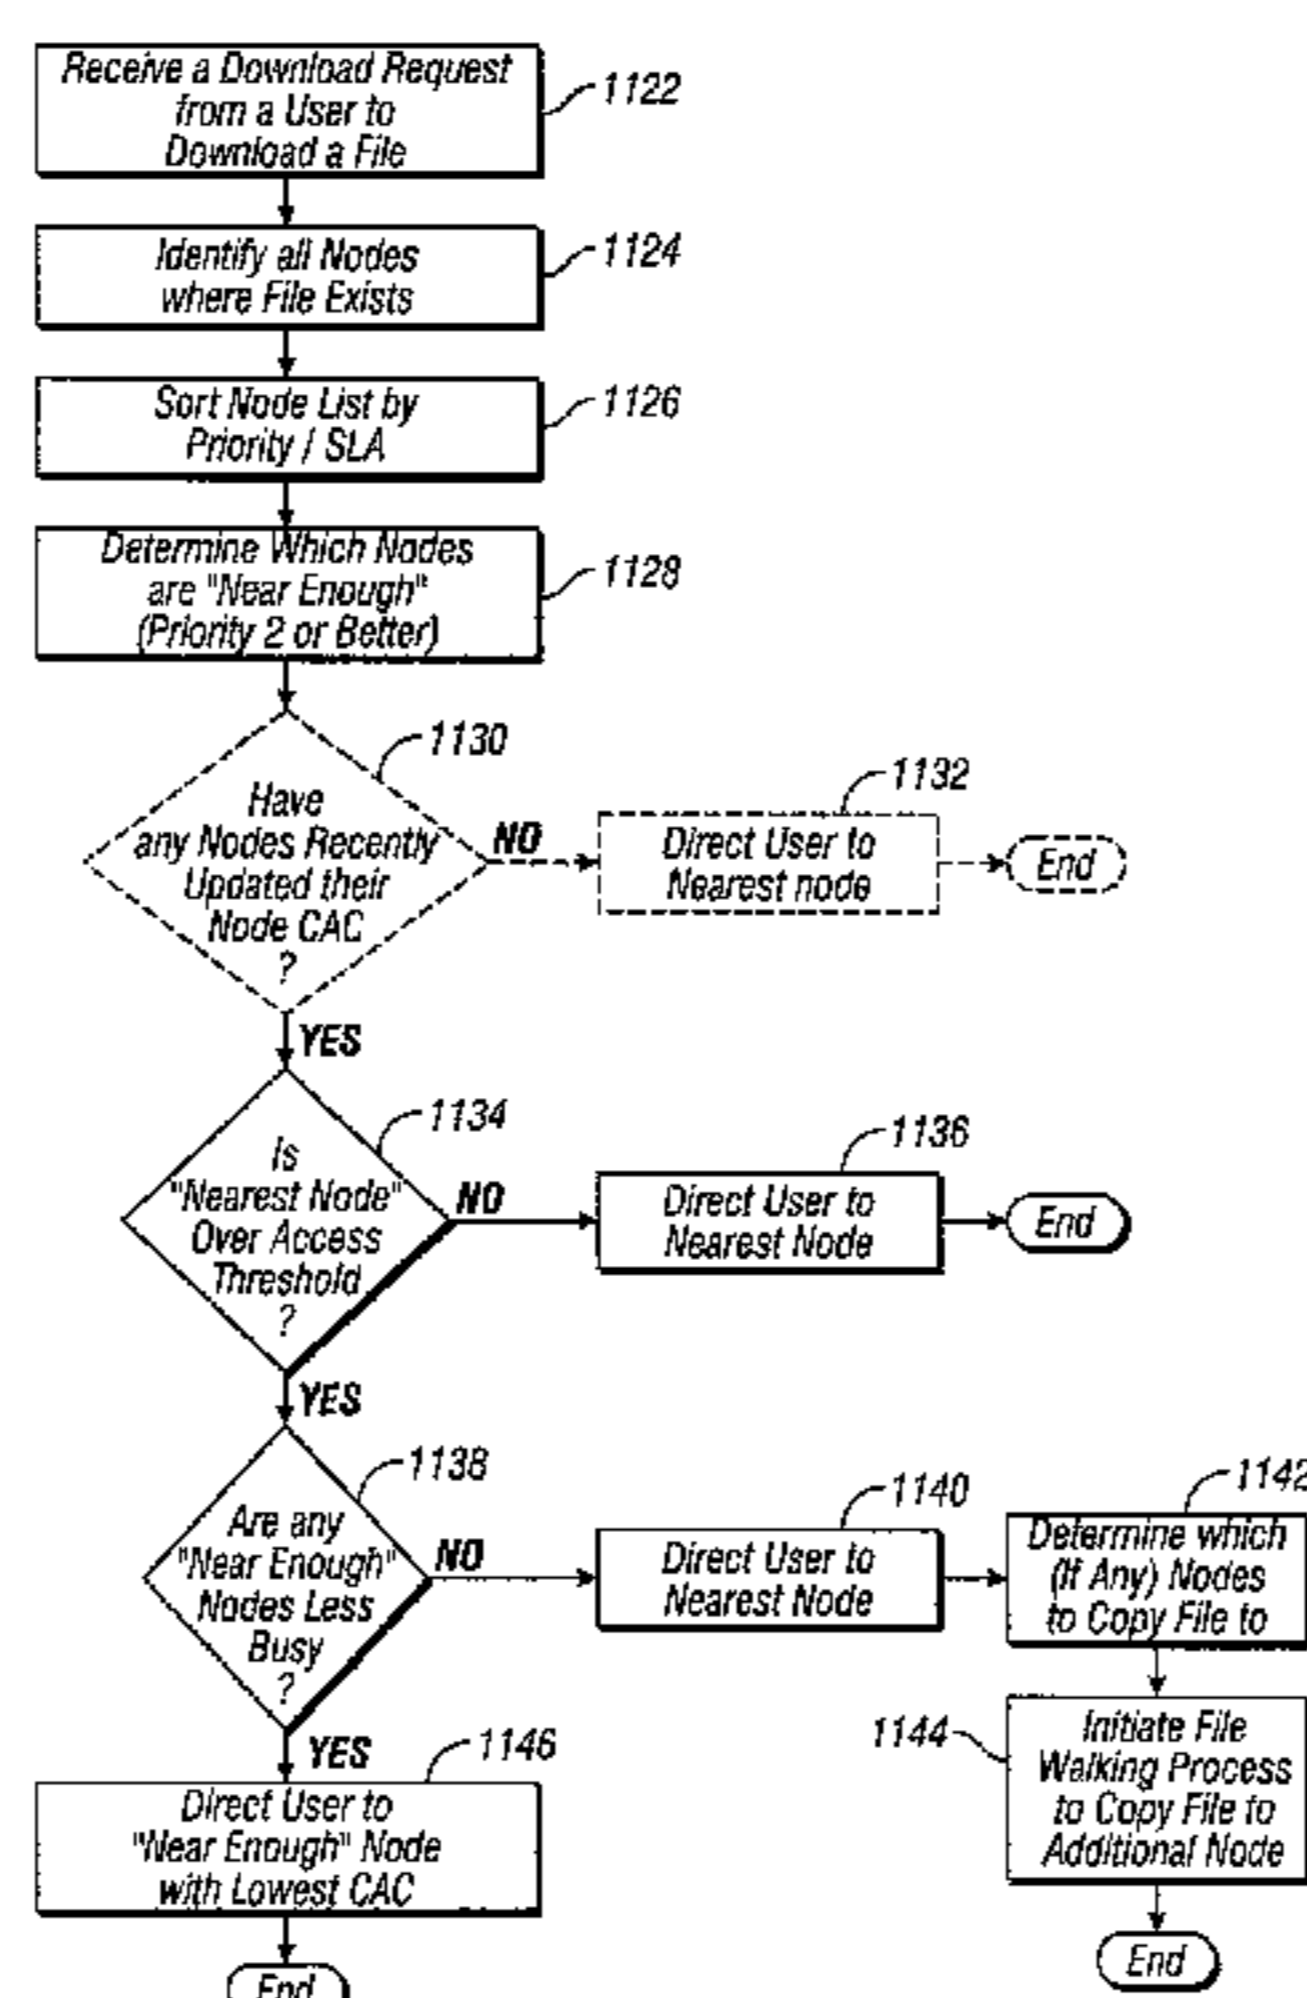 Receive a Download Request
from a User to
Download a File
1122
Identify all Nodes
where File Exists
1124
Sort Node List by
Priority / SLA
1126
Determine Which Nodes
are "Near Enough"
(Priority 2 or Better)
1128
1130
Have
any Nodes Recently
Updated their
Node CAC
?
NO
1132
Direct User to
Nearest node
End
YES
1134
Is
"Nearest Node"
Over Access
Threshold
?
NO
1136
Direct User to
Nearest Node
End
YES
1138
Are any
"Near Enough"
Nodes Less
Busy
?
NO
1140
Direct User to
Nearest Node
1142
Determine which
(If Any) Nodes
to Copy File to
1144
Initiate File
Walking Process
to Copy File to
Additional Node
End
YES
1146
Direct User to
"Near Enough" Node
with Lowest CAC
End